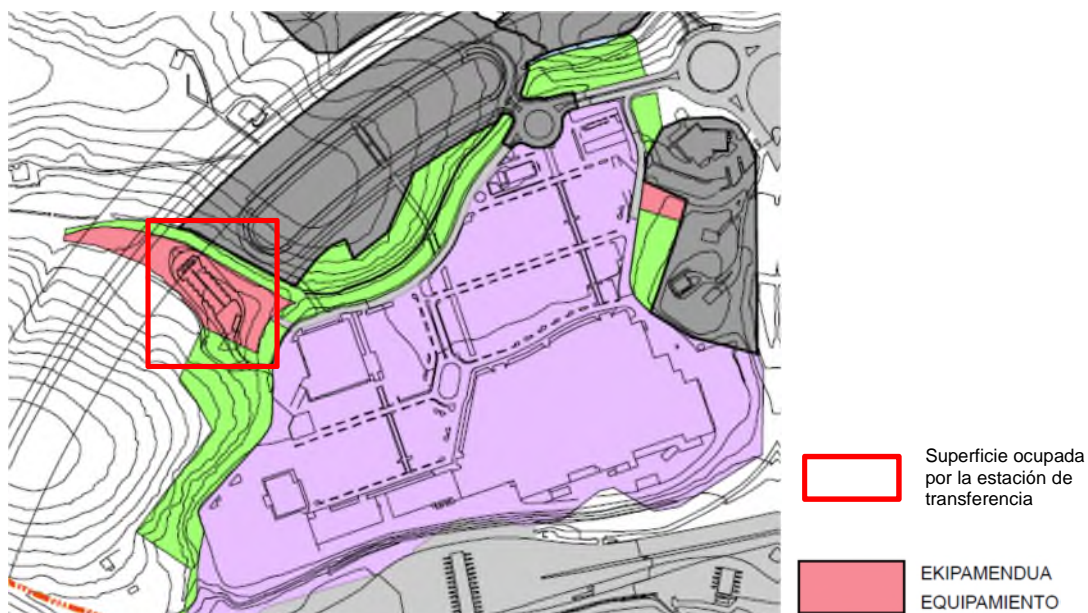 Superficie ocupada
por la estación de
transferencia
EKIPAMENDUA
EQUIPAMIENTO